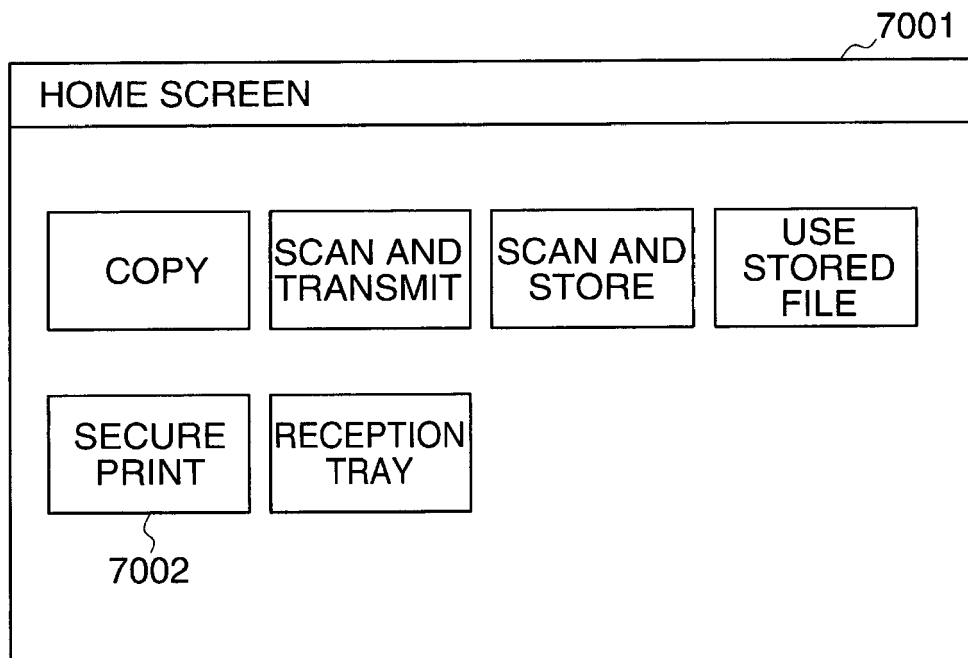 7001
HOME SCREEN
COPY
SCAN AND
TRANSMIT
SCAN AND
STORE
USE
STORED
FILE
SECURE
PRINT
RECEPTION
TRAY
7002